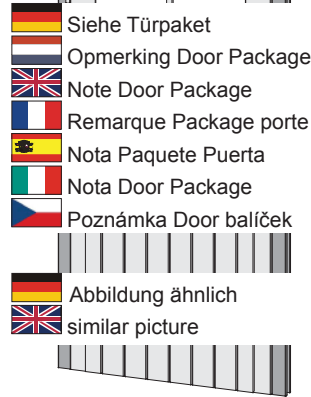 Siehe Türpaket
Opmerking Door Package
Note Door Package
Remarque Package porte
Nota Paquete Puerta
Nota Door Package
Poznámka Door balíček
Abbildung ähnlich
similar picture